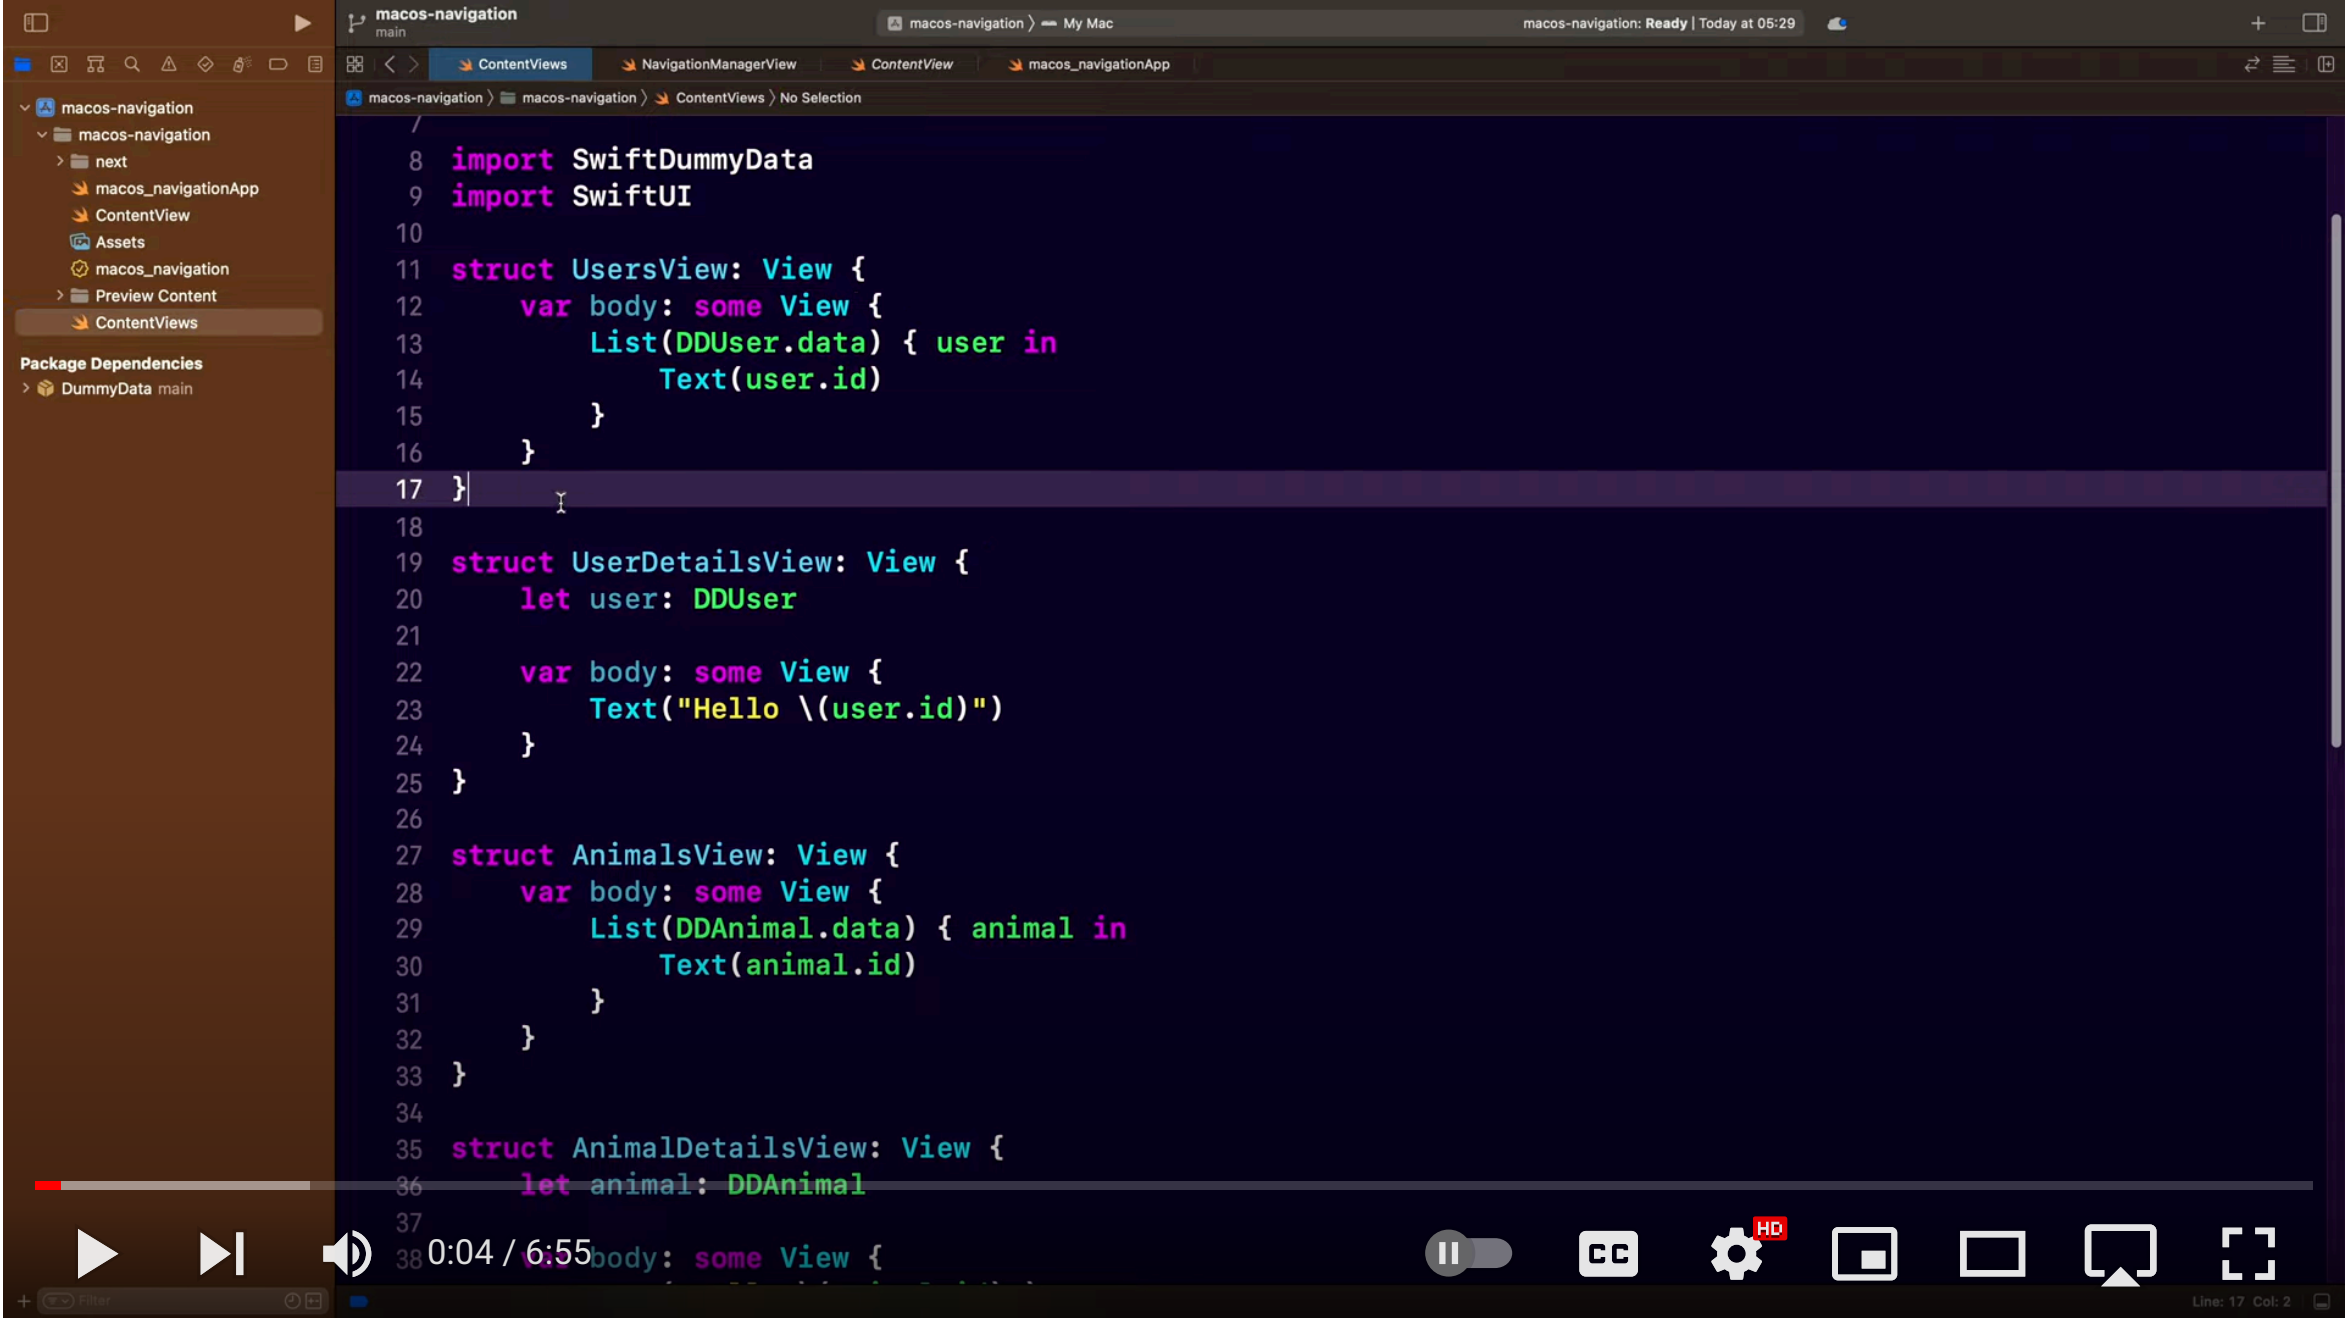 macos-navigation
main
macos-navigation 〉 My Mac
macos-navigation: Ready | Today at 05:29
ContentViews
NavigationManagerView
ContentView
macos_navigationApp
macos-navigation 〉 macos-navigation 〉 ContentViews 〉 No Selection
macos-navigation
macos-navigation
next
macos_navigationApp
ContentView
Assets
macos_navigation
Preview Content
ContentViews
Package Dependencies
DummyData main
7
8 import SwiftDummyData
9 import SwiftUI
10
11 struct UsersView: View {
12     var body: some View {
13         List(DDUser.data) { user in
14             Text(user.id)
15         }
16     }
17 }
18
19 struct UserDetailsView: View {
20     let user: DDUser
21
22     var body: some View {
23         Text("Hello \(user.id)")
24     }
25 }
26
27 struct AnimalsView: View {
28     var body: some View {
29         List(DDAnimal.data) { animal in
30             Text(animal.id)
31         }
32     }
33 }
34
35 struct AnimalDetailsView: View {
36     let animal: DDAnimal
37
38     var body: some View {
0:04 / 6:55
CC
HD
Filter
Line: 17 Col: 2